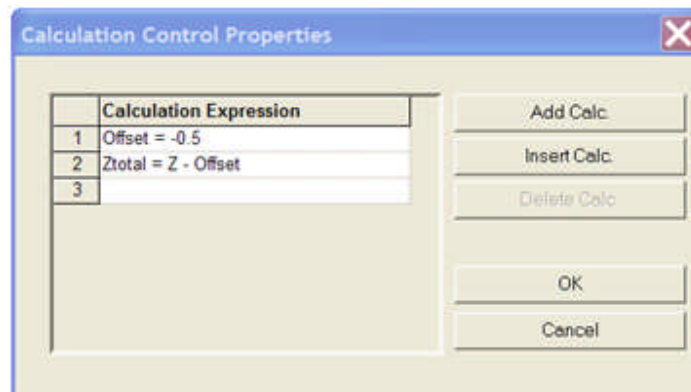 Calculation Control Properties
Calculation Expression
1 Offset = -0.5
2 Ztotal = Z - Offset
3
Add Calc.
Insert Calc.
Delete Calc
OK
Cancel